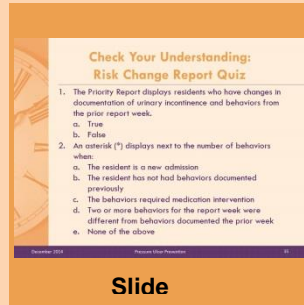 Check Your Understanding:
Risk Change Report Quiz
1. The Priority Report displays residents who have changes in
documentation of urinary incontinence and behaviors from
the prior report week.
a. True
b. False
2. An asterisk (*) displays next to the number of behaviors
when:
a. The resident is a new admission
b. The resident has not had behaviors documented
previously
c. The behaviors required medication intervention
d. Two or more behaviors for the report week were
different from behaviors documented the prior week
e. None of the above
December 2014
Pressure Ulcer Prevention
Slide